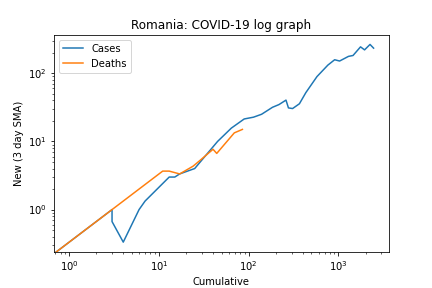 Romania: COVID-19 log graph
Cases
Deaths
New (3 day SMA)
10²
10¹
10⁰
10⁰ 10¹ 10² 10³
Cumulative